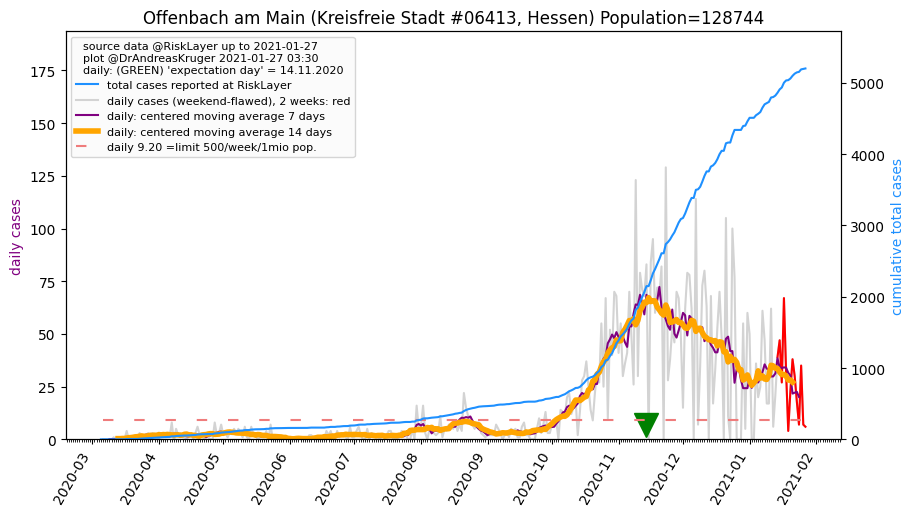 Offenbach am Main (Kreisfreie Stadt #06413, Hessen) Population=128744
source data @RiskLayer up to 2021-01-27
plot @DrAndreasKruger 2021-01-27 03:30
daily: (GREEN) 'expectation day' = 14.11.2020
total cases reported at RiskLayer
daily cases (weekend-flawed), 2 weeks: red
daily: centered moving average 7 days
daily: centered moving average 14 days
daily 9.20 =limit 500/week/1mio pop.
daily cases
175
150
125
100
75
50
25
0
cumulative total cases
5000
4000
3000
2000
1000
0
2020-03
2020-04
2020-05
2020-06
2020-07
2020-08
2020-09
2020-10
2020-11
2020-12
2021-01
2021-02